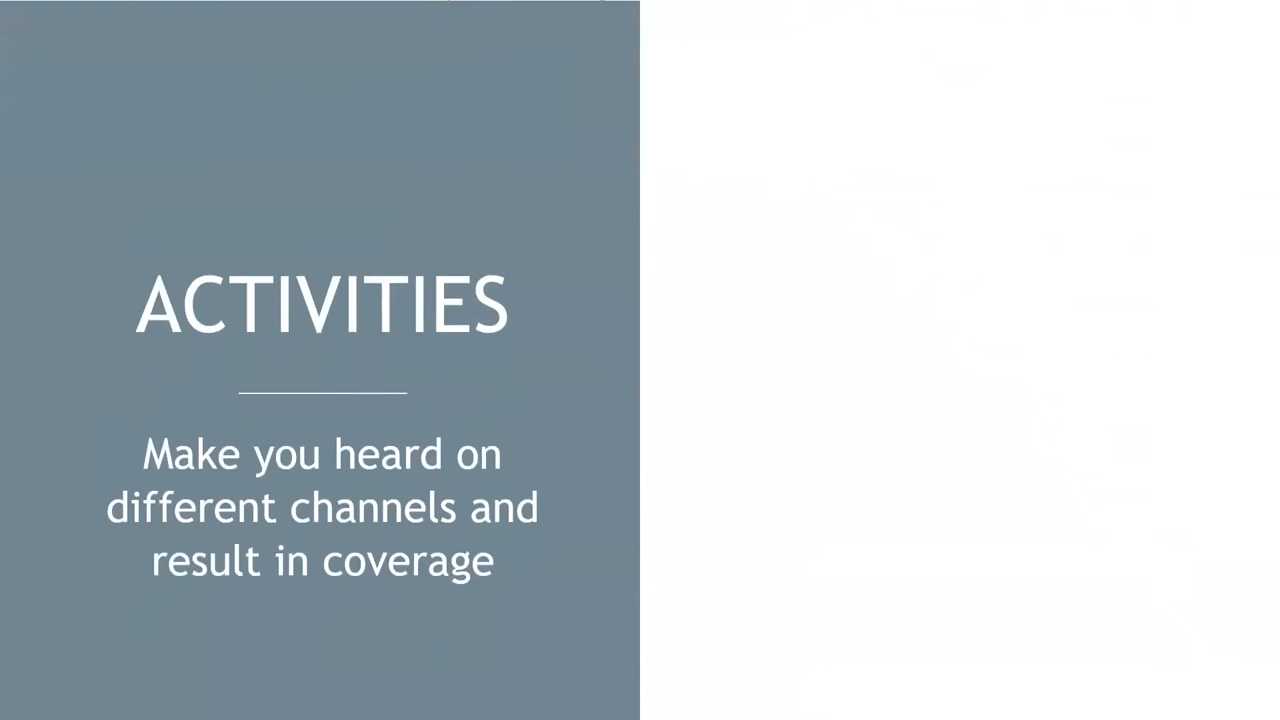 ACTIVITIES
Make you heard on
different channels and
result in coverage